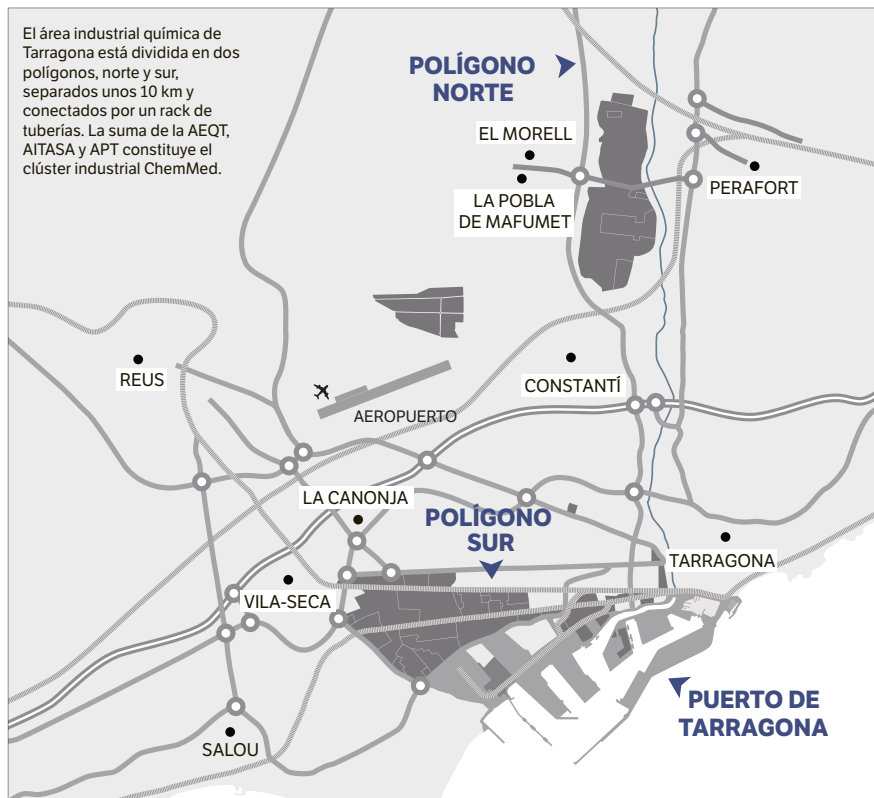 El área industrial química de
Tarragona está dividida en dos
polígonos, norte y sur,
separados unos 10 km y
conectados por un rack de
tuberías. La suma de la AEQT,
AITASA y APT constituye el
clúster industrial ChemMed.
POLÍGONO
NORTE
EL MORELL
LA POBLA
DE MAFUMET
PERAFORT
REUS
CONSTANTÍ
AEROPUERTO
LA CANONJA
POLÍGONO
SUR
TARRAGONA
VILA-SECA
PUERTO DE
TARRAGONA
SALOU